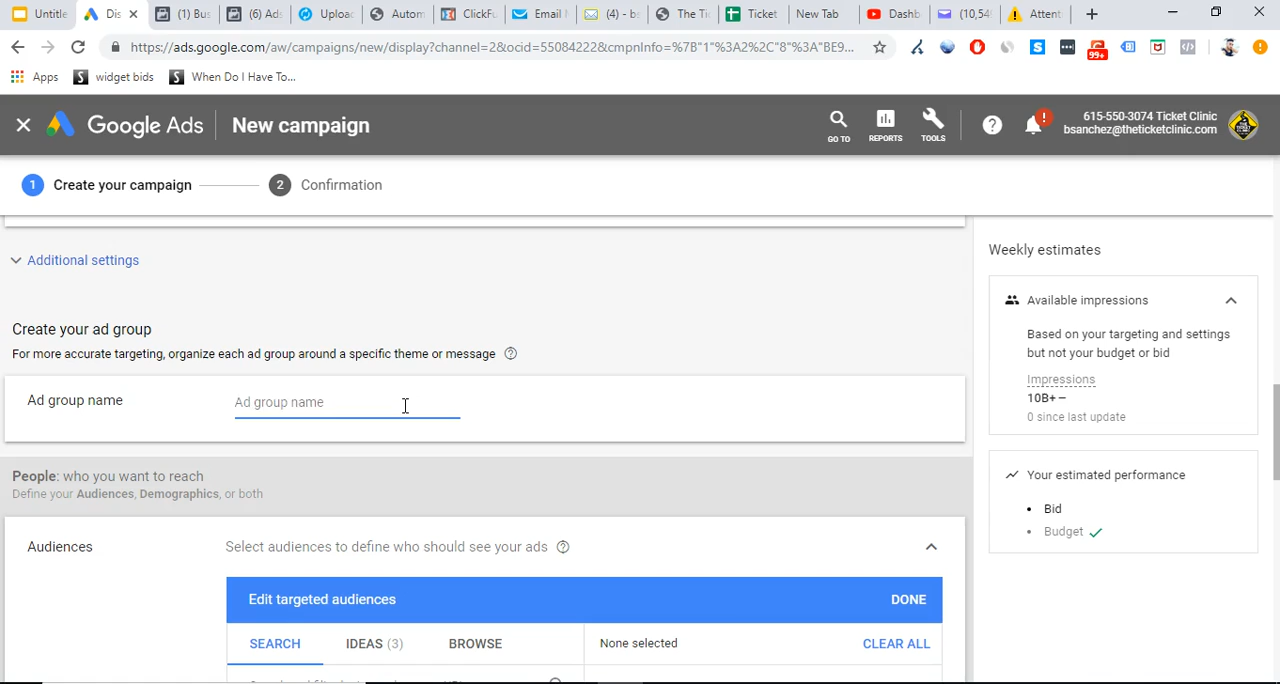 Untitle
Dis
(1) Bus
(6) Ads
Upload
Autom
ClickFu
Email
(4) - bs
The Tic
Ticket
New Tab
Dashb
(10,54
Attent
https://ads.google.com/aw/campaigns/new/display?channel=2&ocid=55084222&cmpnInfo=%7B"1"%3A2%2C"8"%3A"BE9...
99+
Apps
widget bids
When Do I Have To...
Google Ads
New campaign
GO TO
REPORTS
TOOLS
615-550-3074 Ticket Clinic
bsanchez@theticketclinic.com
1 Create your campaign
2 Confirmation
Additional settings
Create your ad group
For more accurate targeting, organize each ad group around a specific theme or message
Ad group name
Ad group name
People: who you want to reach
Define your Audiences, Demographics, or both
Audiences
Select audiences to define who should see your ads
Edit targeted audiences
DONE
SEARCH
IDEAS (3)
BROWSE
None selected
CLEAR ALL
Weekly estimates
Available impressions
Based on your targeting and settings
but not your budget or bid
Impressions
10B+ –
0 since last update
Your estimated performance
• Bid
• Budget